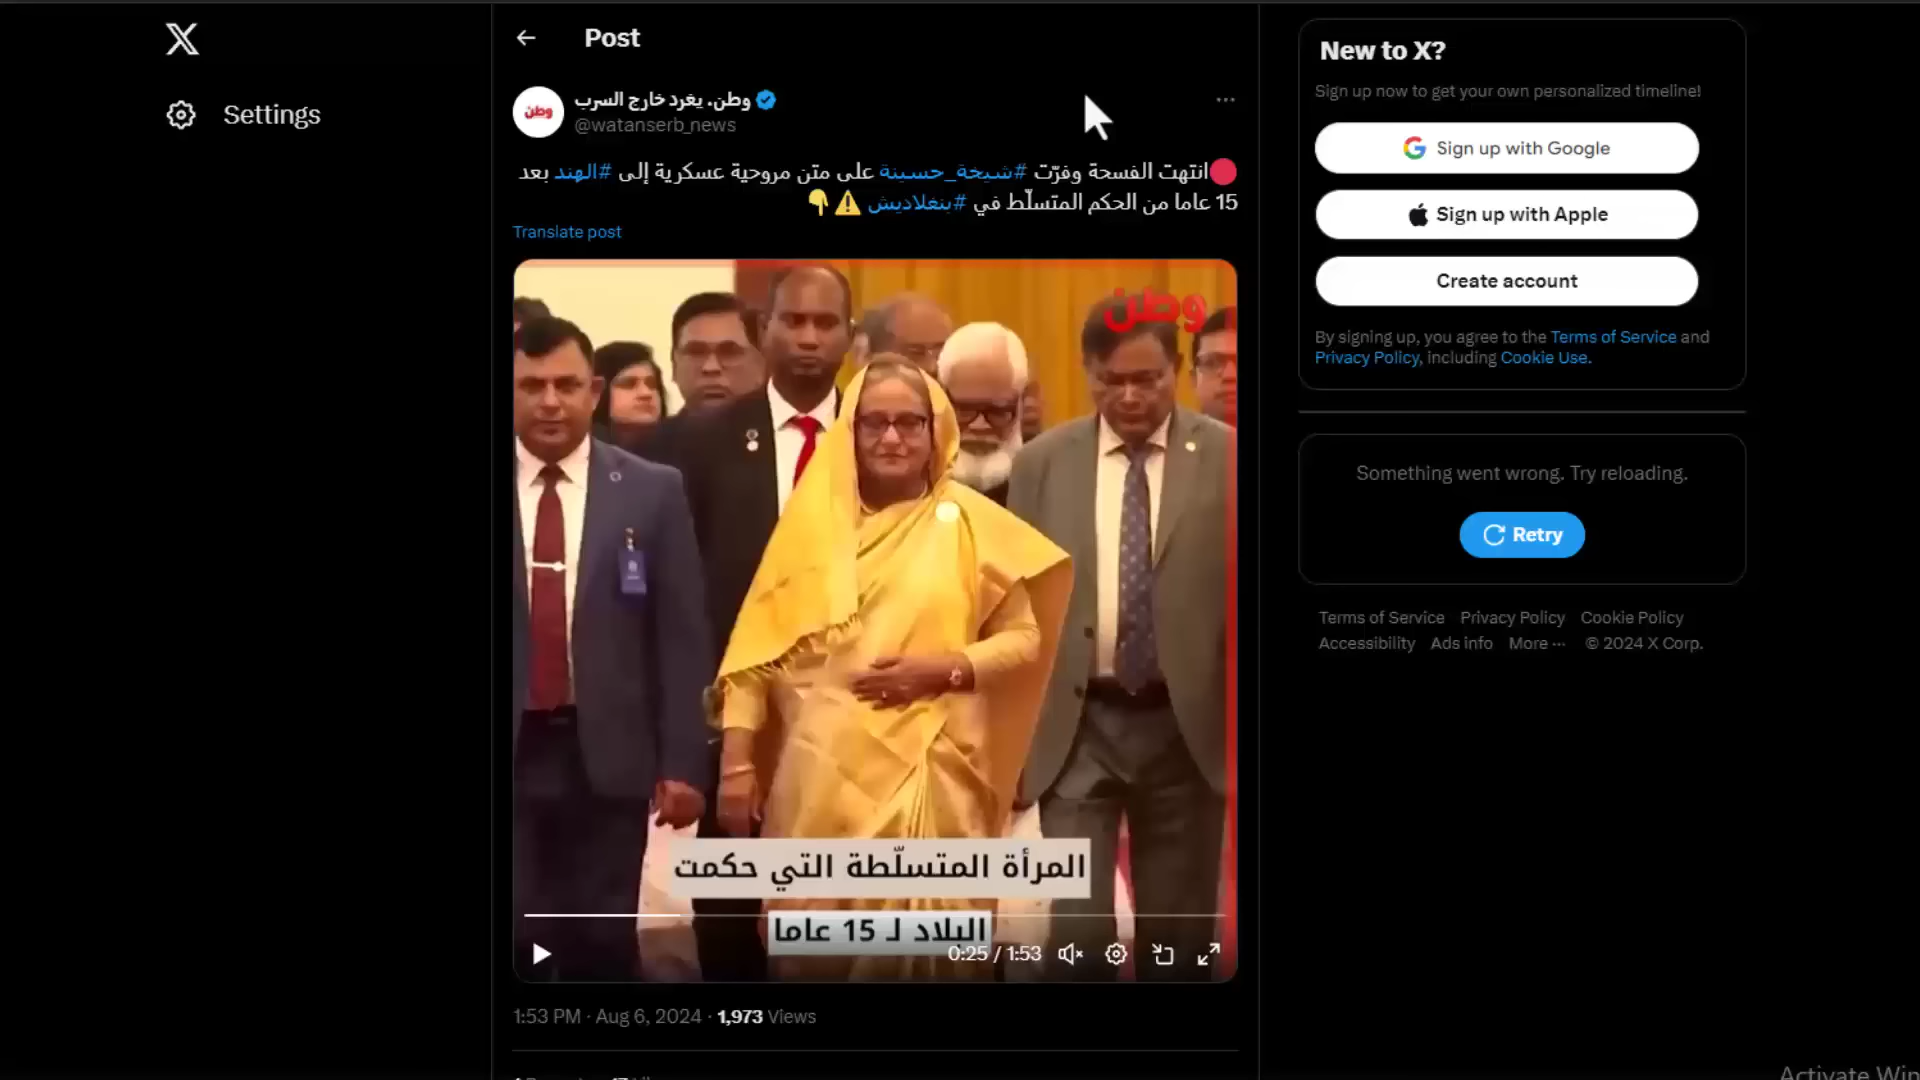 Settings
Post
وطن. يغرد خارج السرب
وطن
@watanserb_news
انتهت الفسحة وفرّت #شيخة_حسينة على متن مروحية عسكرية إلى #الهند بعد
15 عاما من الحكم المتسلّط في #بنغلاديش
Translate post
وطن
المرأة المتسلّطة التي حكمت
البلاد لـ 15 عاما
0:25 / 1:53
1:53 PM · Aug 6, 2024 · 1,973 Views
New to X?
Sign up now to get your own personalized timeline!
Sign up with Google
Sign up with Apple
Create account
By signing up, you agree to the Terms of Service and
Privacy Policy, including Cookie Use.
Something went wrong. Try reloading.
Retry
Terms of Service Privacy Policy Cookie Policy
Accessibility Ads info More ··· © 2024 X Corp.
Activate Win